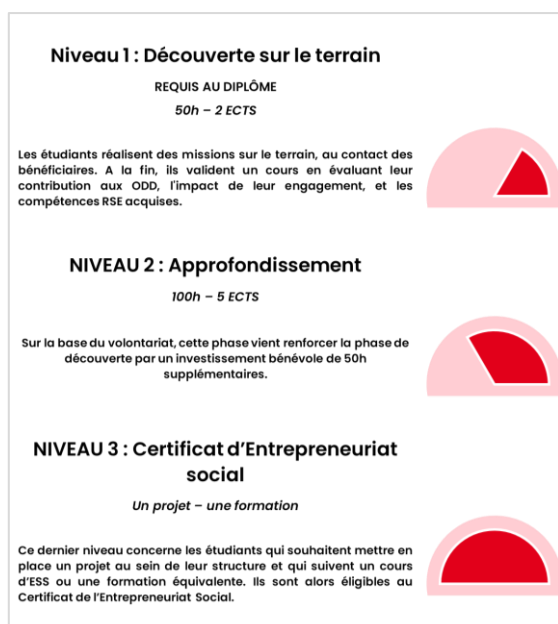 Niveau 1 : Découverte sur le terrain
REQUIS AU DIPLÔME
50h – 2 ECTS
Les étudiants réalisent des missions sur le terrain, au contact des
bénéficiaires. A la fin, ils valident un cours en évaluant leur
contribution aux ODD, l'impact de leur engagement, et les
compétences RSE acquises.
NIVEAU 2 : Approfondissement
100h – 5 ECTS
Sur la base du volontariat, cette phase vient renforcer la phase de
découverte par un investissement bénévole de 50h
supplémentaires.
NIVEAU 3 : Certificat d’Entrepreneuriat
social
Un projet – une formation
Ce dernier niveau concerne les étudiants qui souhaitent mettre en
place un projet au sein de leur structure et qui suivent un cours
d’ESS ou une formation équivalente. Ils sont alors éligibles au
Certificat de l’Entrepreneuriat Social.